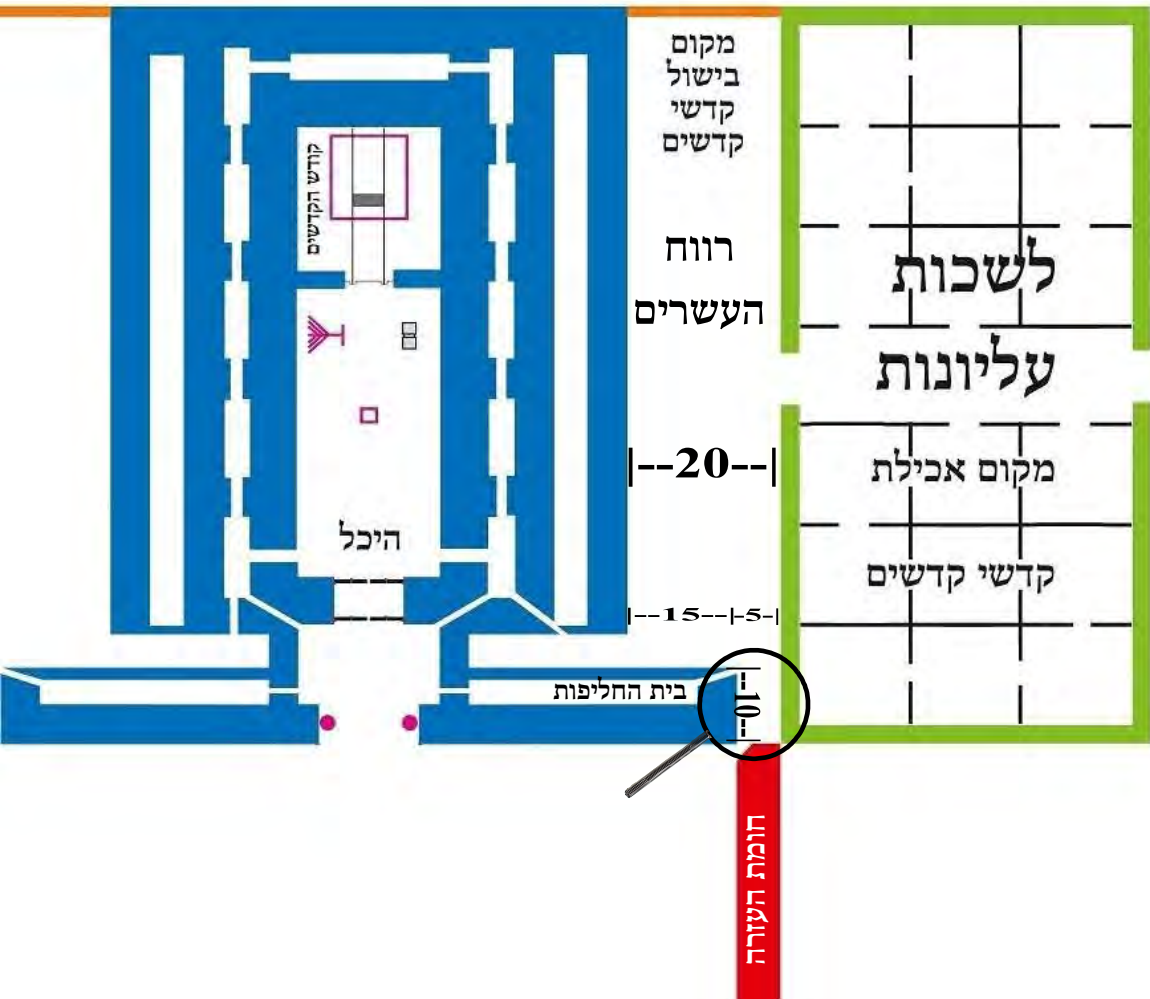 מקום
בישול
קדשי
קדשים
קודש הקדשים
רווח
העשרים
לשכות
עליונות
|--20--|
מקום אכילת
היכל
קדשי קדשים
|--15--|-5-|
בית החליפות
|--10--|
חומת העזרה